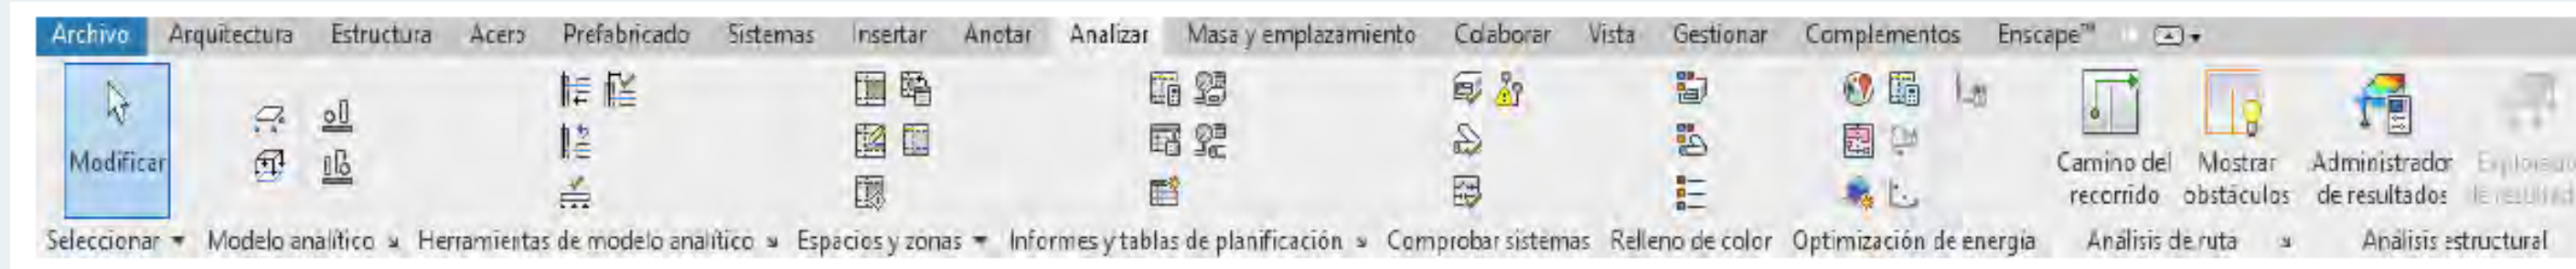 Archivo Arquitectura Estructura Acero Prefabricado Sistemas Insertar Anotar Analizar Masa y emplazamiento Colaborar Vista Gestionar Complementos Enscape™
Modificar
Camino del recorrido
Mostrar obstáculos
Administrador de resultados
Seleccionar Modelo analítico Herramientas de modelo analítico Espacios y zonas Informes y tablas de planificación Comprobar sistemas Relleno de color Optimización de energía Análisis de ruta Análisis estructural